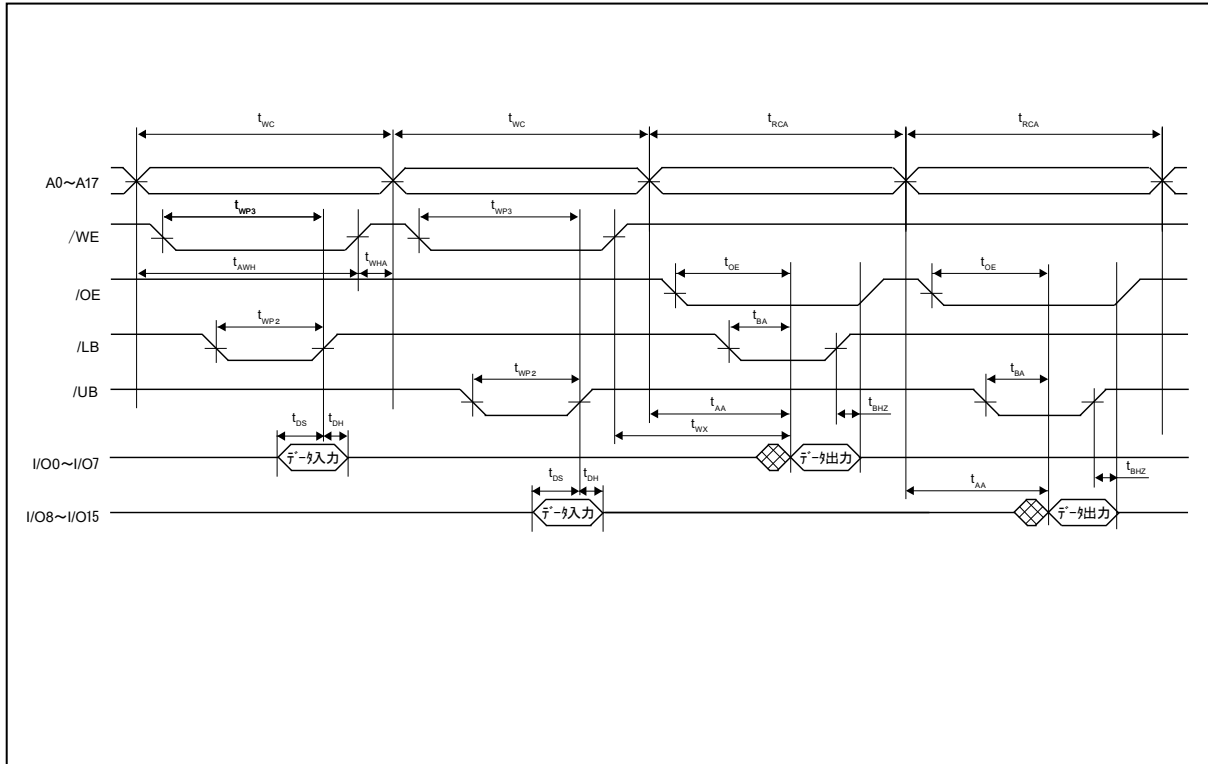 tWC tWC tRCA tRCA
A0～A17
tWP3 tWP3
/WE
tAWH tWHA tOE tOE
/OE
tWP2 tBA
/LB
tWP2 tBA
/UB
tDS tDH tAA tBHZ
tWX
I/O0～I/O7 ﾃﾞｰﾀ入力 ﾃﾞｰﾀ出力
tDS tDH tAA tBHZ
I/O8～I/O15 ﾃﾞｰﾀ入力 ﾃﾞｰﾀ出力